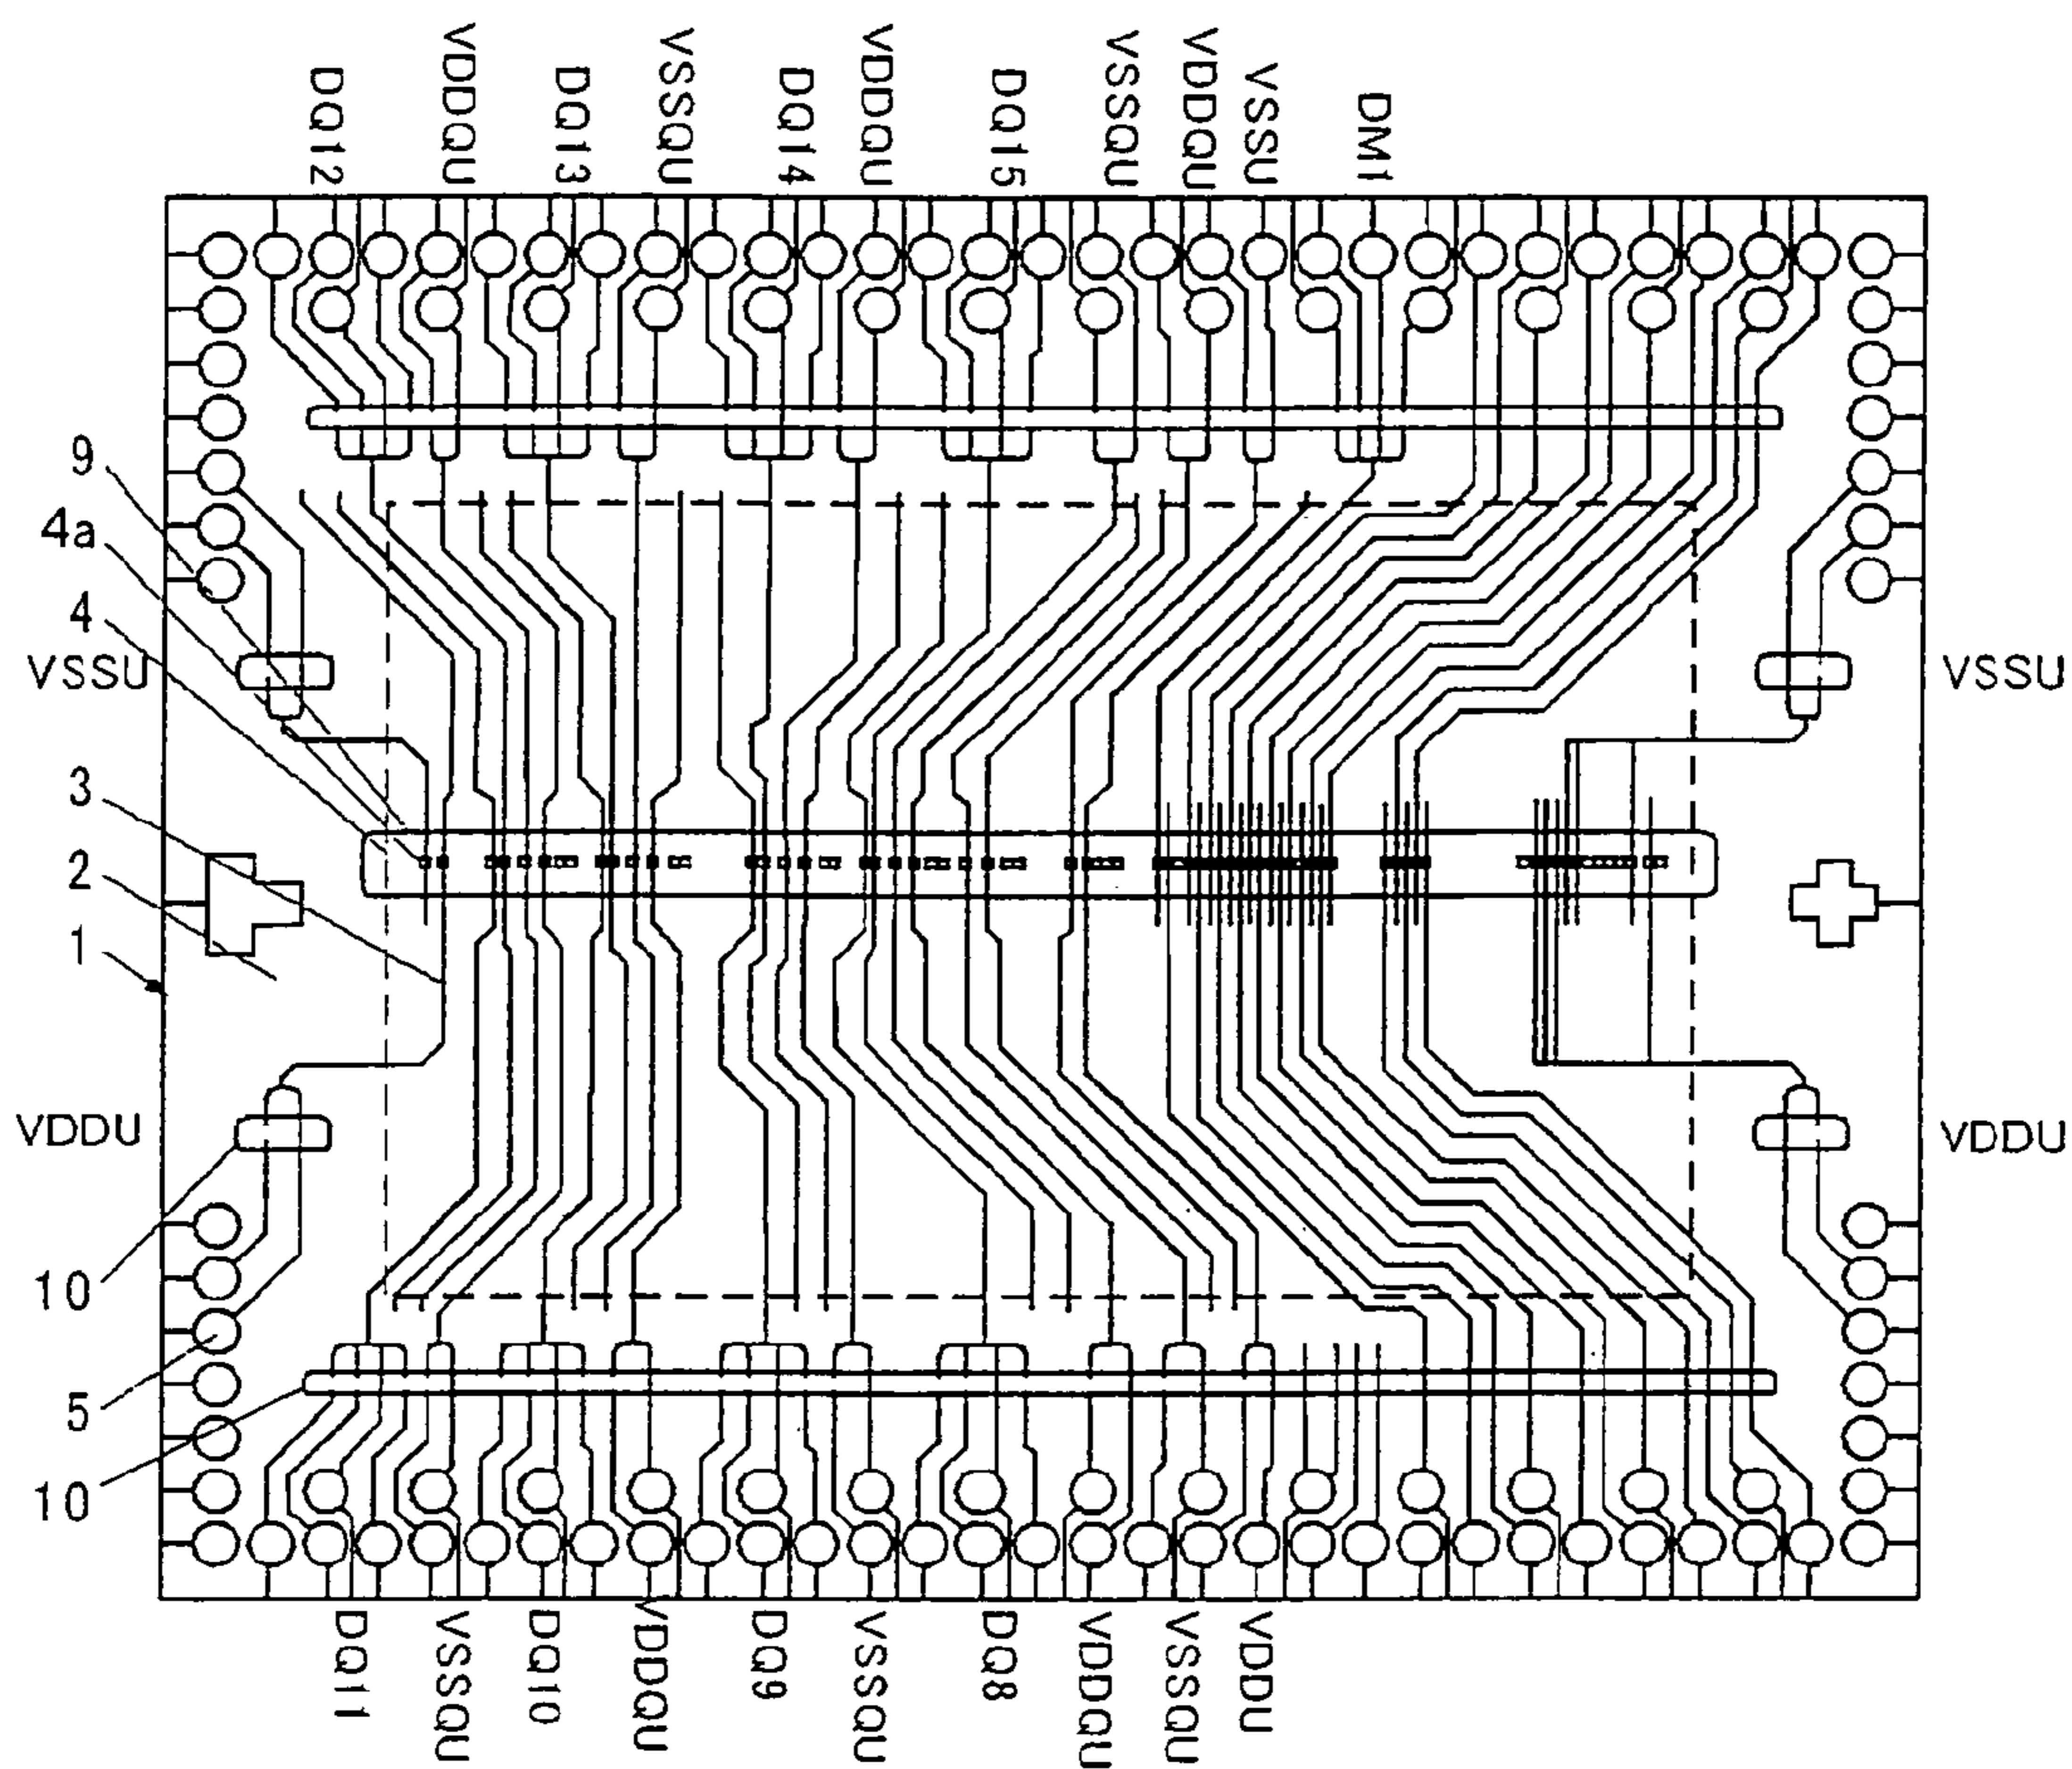 DQ12
VDDQU
DQ13
VSSQU
DQ14
VDDQU
DQ15
VSSQU
VDDQU
VSSU
DM1
9
4a
4
VSSU
VSSU
3
2
1
VDDU
VDDU
10
5
10
DQ11
VSSQU
DQ10
VDDQU
DQ9
VSSQU
DQ8
VDDQU
VSSQU
VDDU